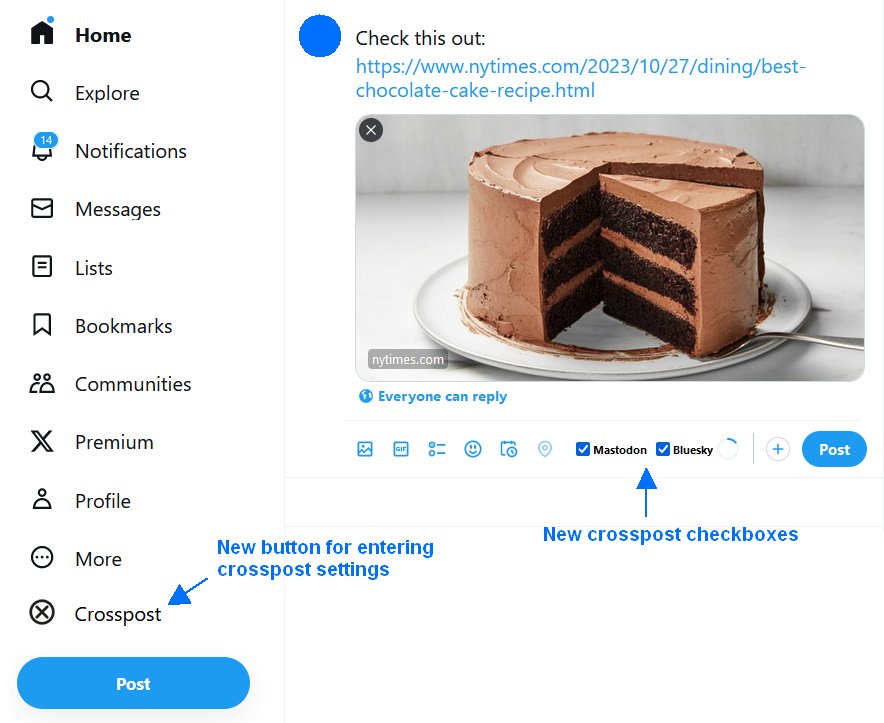 Home
Explore
14
Notifications
Messages
Lists
Bookmarks
Communities
Premium
Profile
More
Crosspost
Post
New button for entering
crosspost settings
Check this out:
https://www.nytimes.com/2023/10/27/dining/best-
chocolate-cake-recipe.html
nytimes.com
Everyone can reply
GIF
Mastodon
Bluesky
Post
New crosspost checkboxes